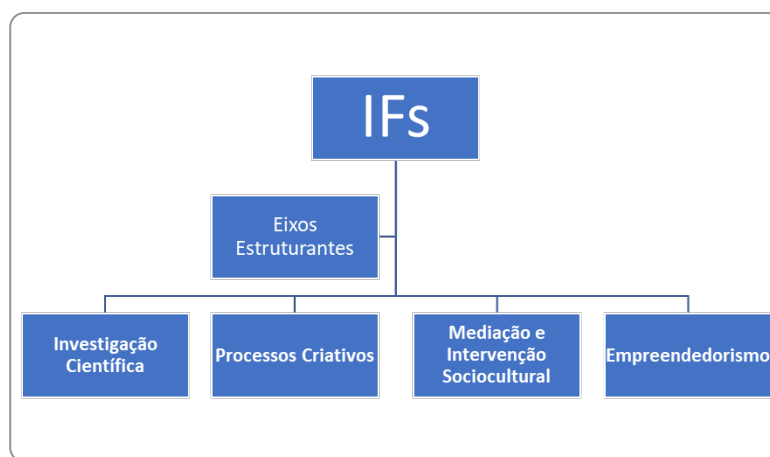 IFs
Eixos
Estruturantes
Investigação
Científica
Processos Criativos
Mediação e
Intervenção
Sociocultural
Empreendedorismo